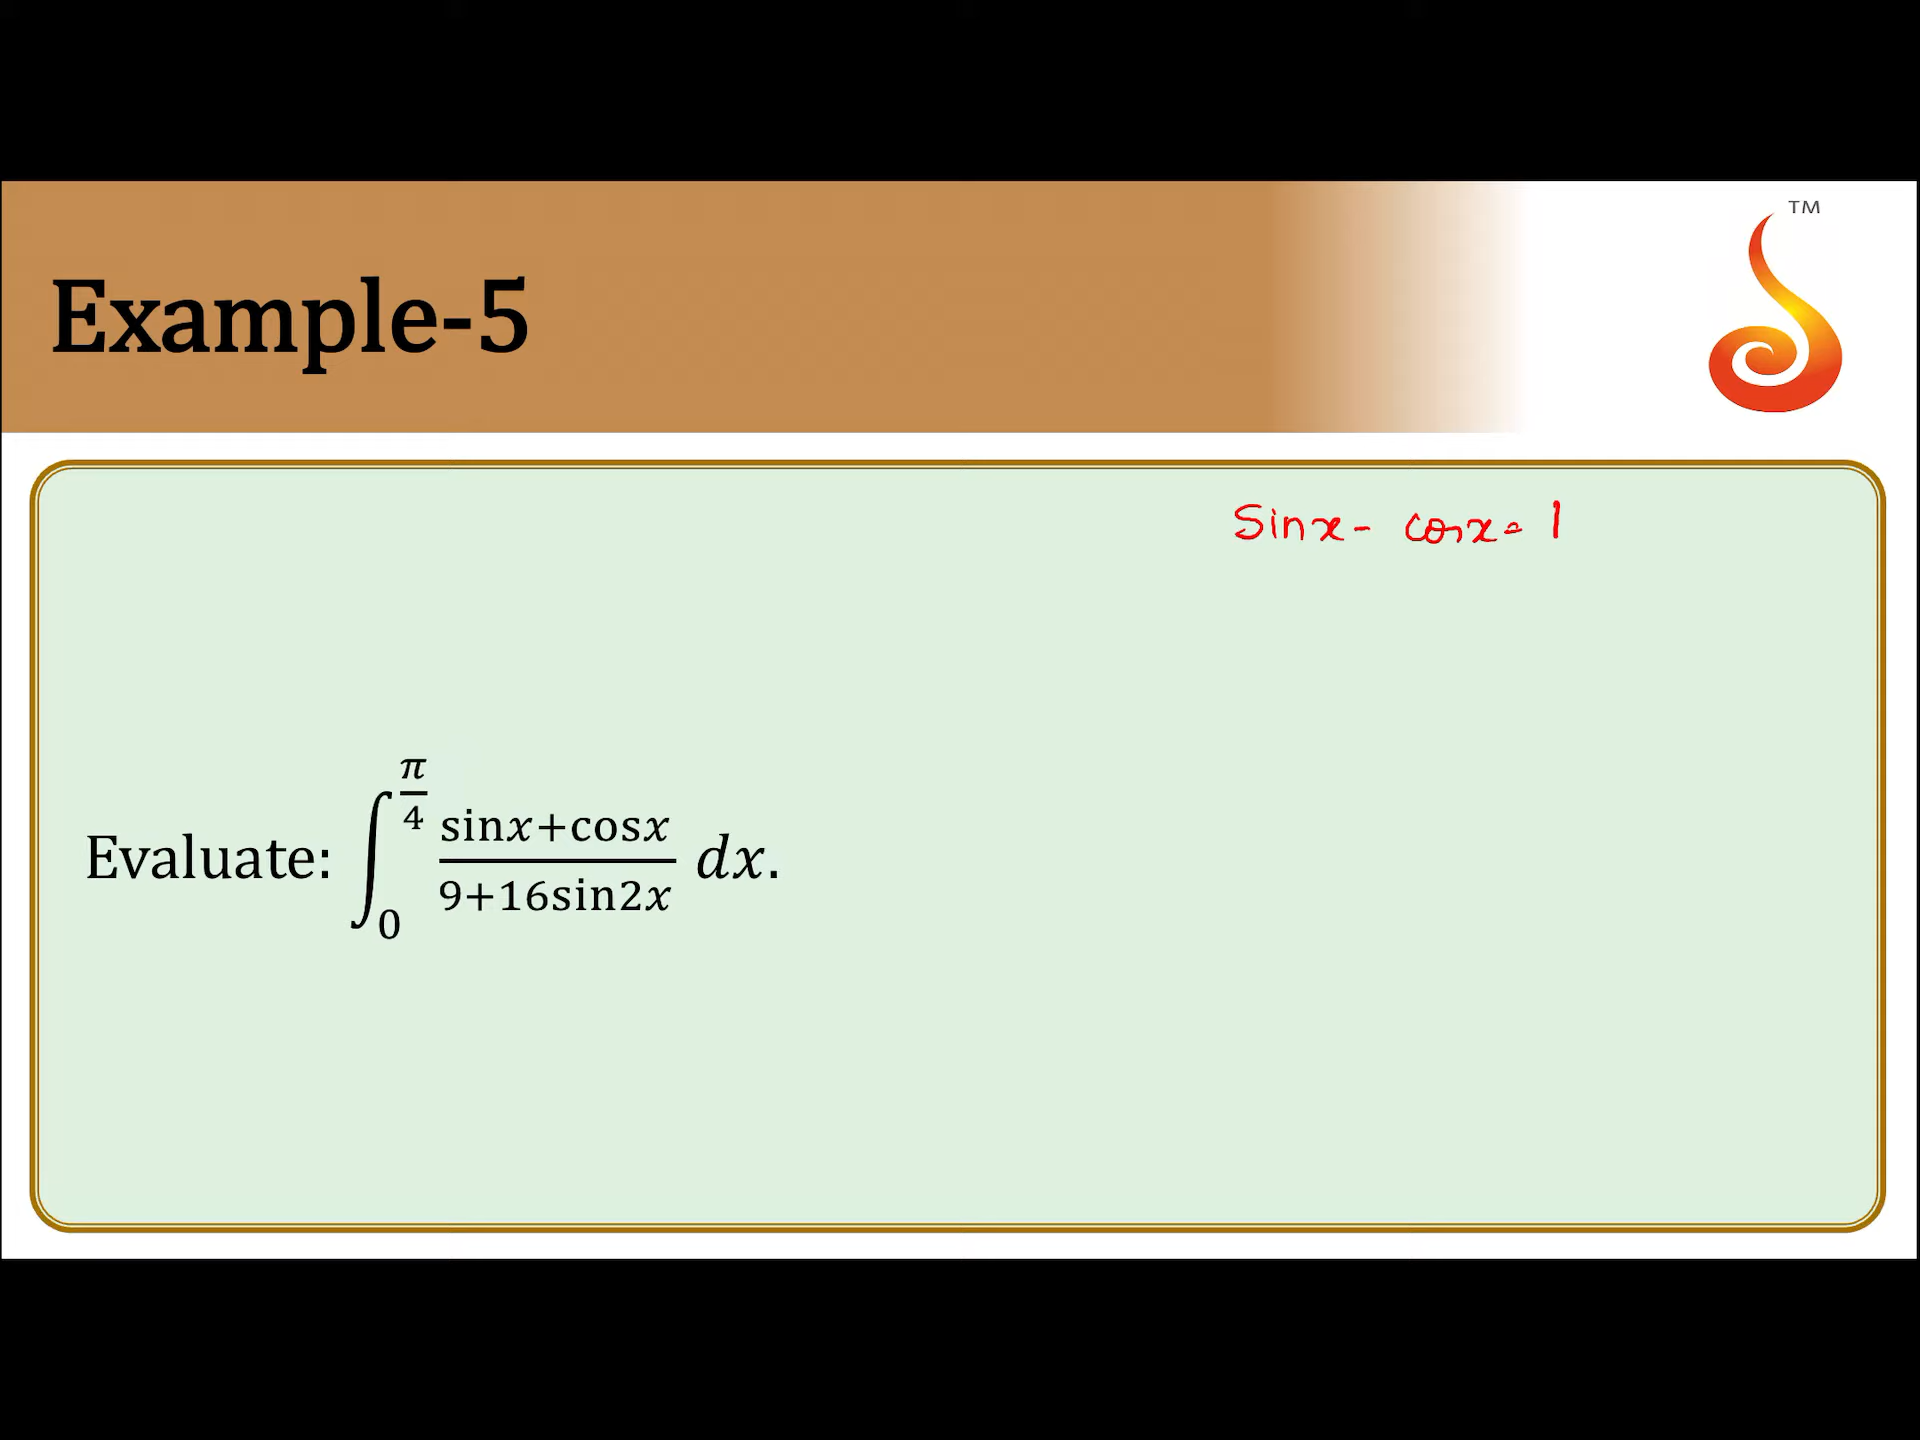 TM
Example-5
sinx - cosx = 1
Evaluate: ∫₀^(π/4) (sinx+cosx)/(9+16sin2x) dx.